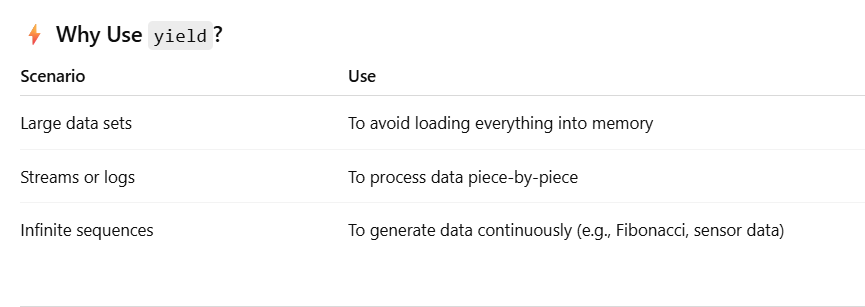 ⚡ Why Use yield?
Scenario Use
Large data sets To avoid loading everything into memory
Streams or logs To process data piece-by-piece
Infinite sequences To generate data continuously (e.g., Fibonacci, sensor data)